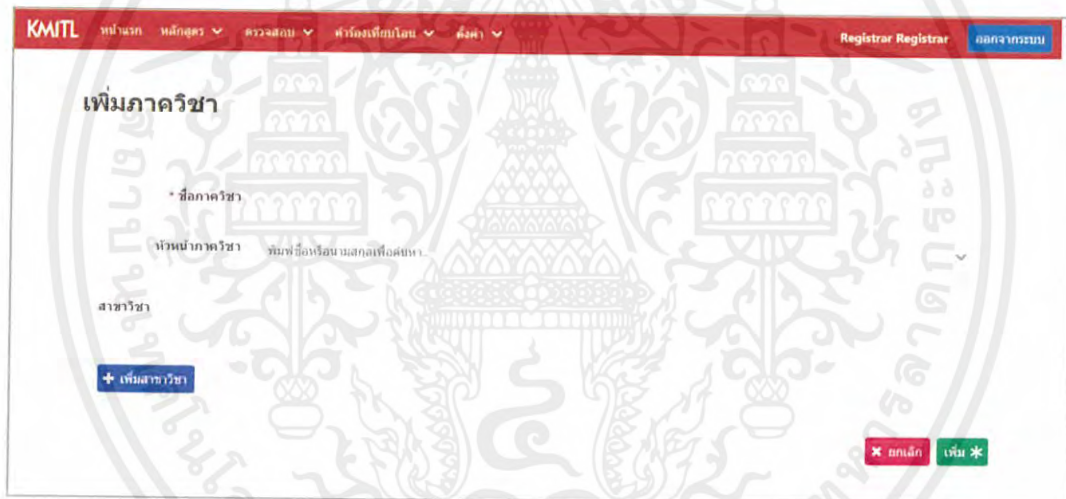 KMITL หน้าแรก หลักสูตร ตรวจสอบ คำร้องเทียบโอน ตั้งค่า Registrar Registrar ออกจากระบบ
เพิ่มภาควิชา
* ชื่อภาควิชา
หัวหน้าภาควิชา พิมพ์ชื่อหรือนามสกุลเพื่อค้นหา...
สาขาวิชา
+ เพิ่มสาขาวิชา
ยกเลิก เพิ่ม